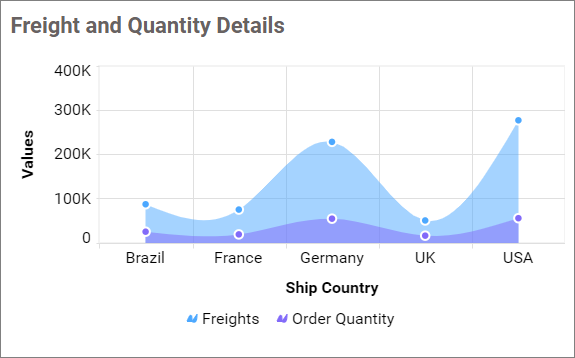 Freight and Quantity Details
400K
300K
200K
100K
0
Values
Brazil France Germany UK USA
Ship Country
Freights Order Quantity